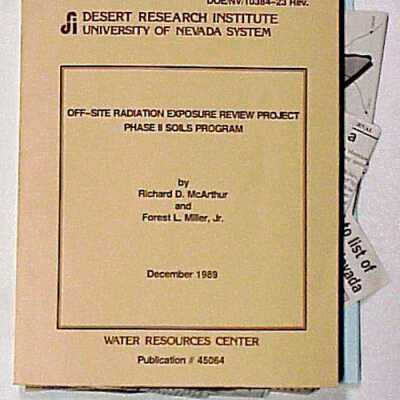 DOE/NV/10384-23 Rev.
DESERT RESEARCH INSTITUTE
UNIVERSITY OF NEVADA SYSTEM
OFF-SITE RADIATION EXPOSURE REVIEW PROJECT
PHASE II SOILS PROGRAM
by
Richard D. McArthur
and
Forest L. Miller, Jr.
December 1989
WATER RESOURCES CENTER
Publication # 45064
a
to list of
evada